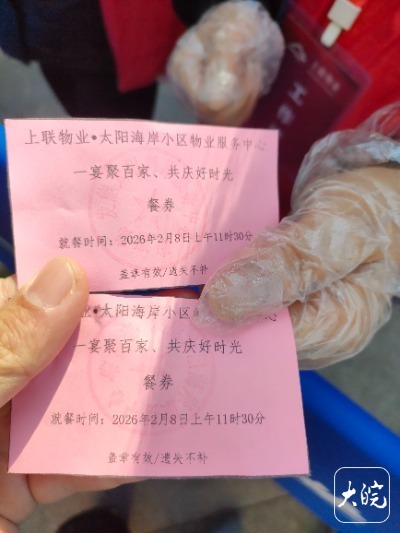 上联物业•太阳海岸小区物业服务中心
一宴聚百家、共庆好时光
餐券
就餐时间：2026年2月8日上午11时30分
盖章有效/遗失不补
业•太阳海岸小区
心
一宴聚百家、共庆好时光
餐券
就餐时间：2026年2月8日上午11时30分
盖章有效/遗失不补
工作
大皖